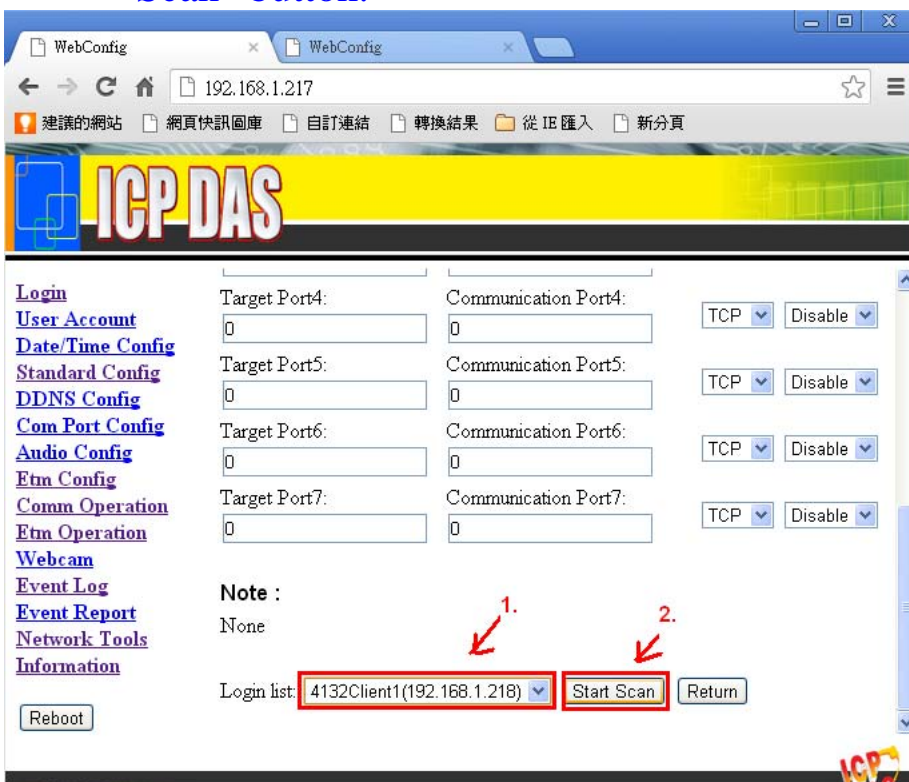 Scan" button.
WebConfig
WebConfig
192.168.1.217
建議的網站 網頁快訊圖庫 自訂連結 轉換結果 從 IE 匯入 新分頁
ICP DAS
Login
User Account
Date/Time Config
Standard Config
DDNS Config
Com Port Config
Audio Config
Etm Config
Comm Operation
Etm Operation
Webcam
Event Log
Event Report
Network Tools
Information
Reboot
Target Port4: Communication Port4:
0 0 TCP Disable
Target Port5: Communication Port5:
0 0 TCP Disable
Target Port6: Communication Port6:
0 0 TCP Disable
Target Port7: Communication Port7:
0 0 TCP Disable
Note :
None
1.
2.
Login list: 4132Client1(192.168.1.218) Start Scan Return
ICP